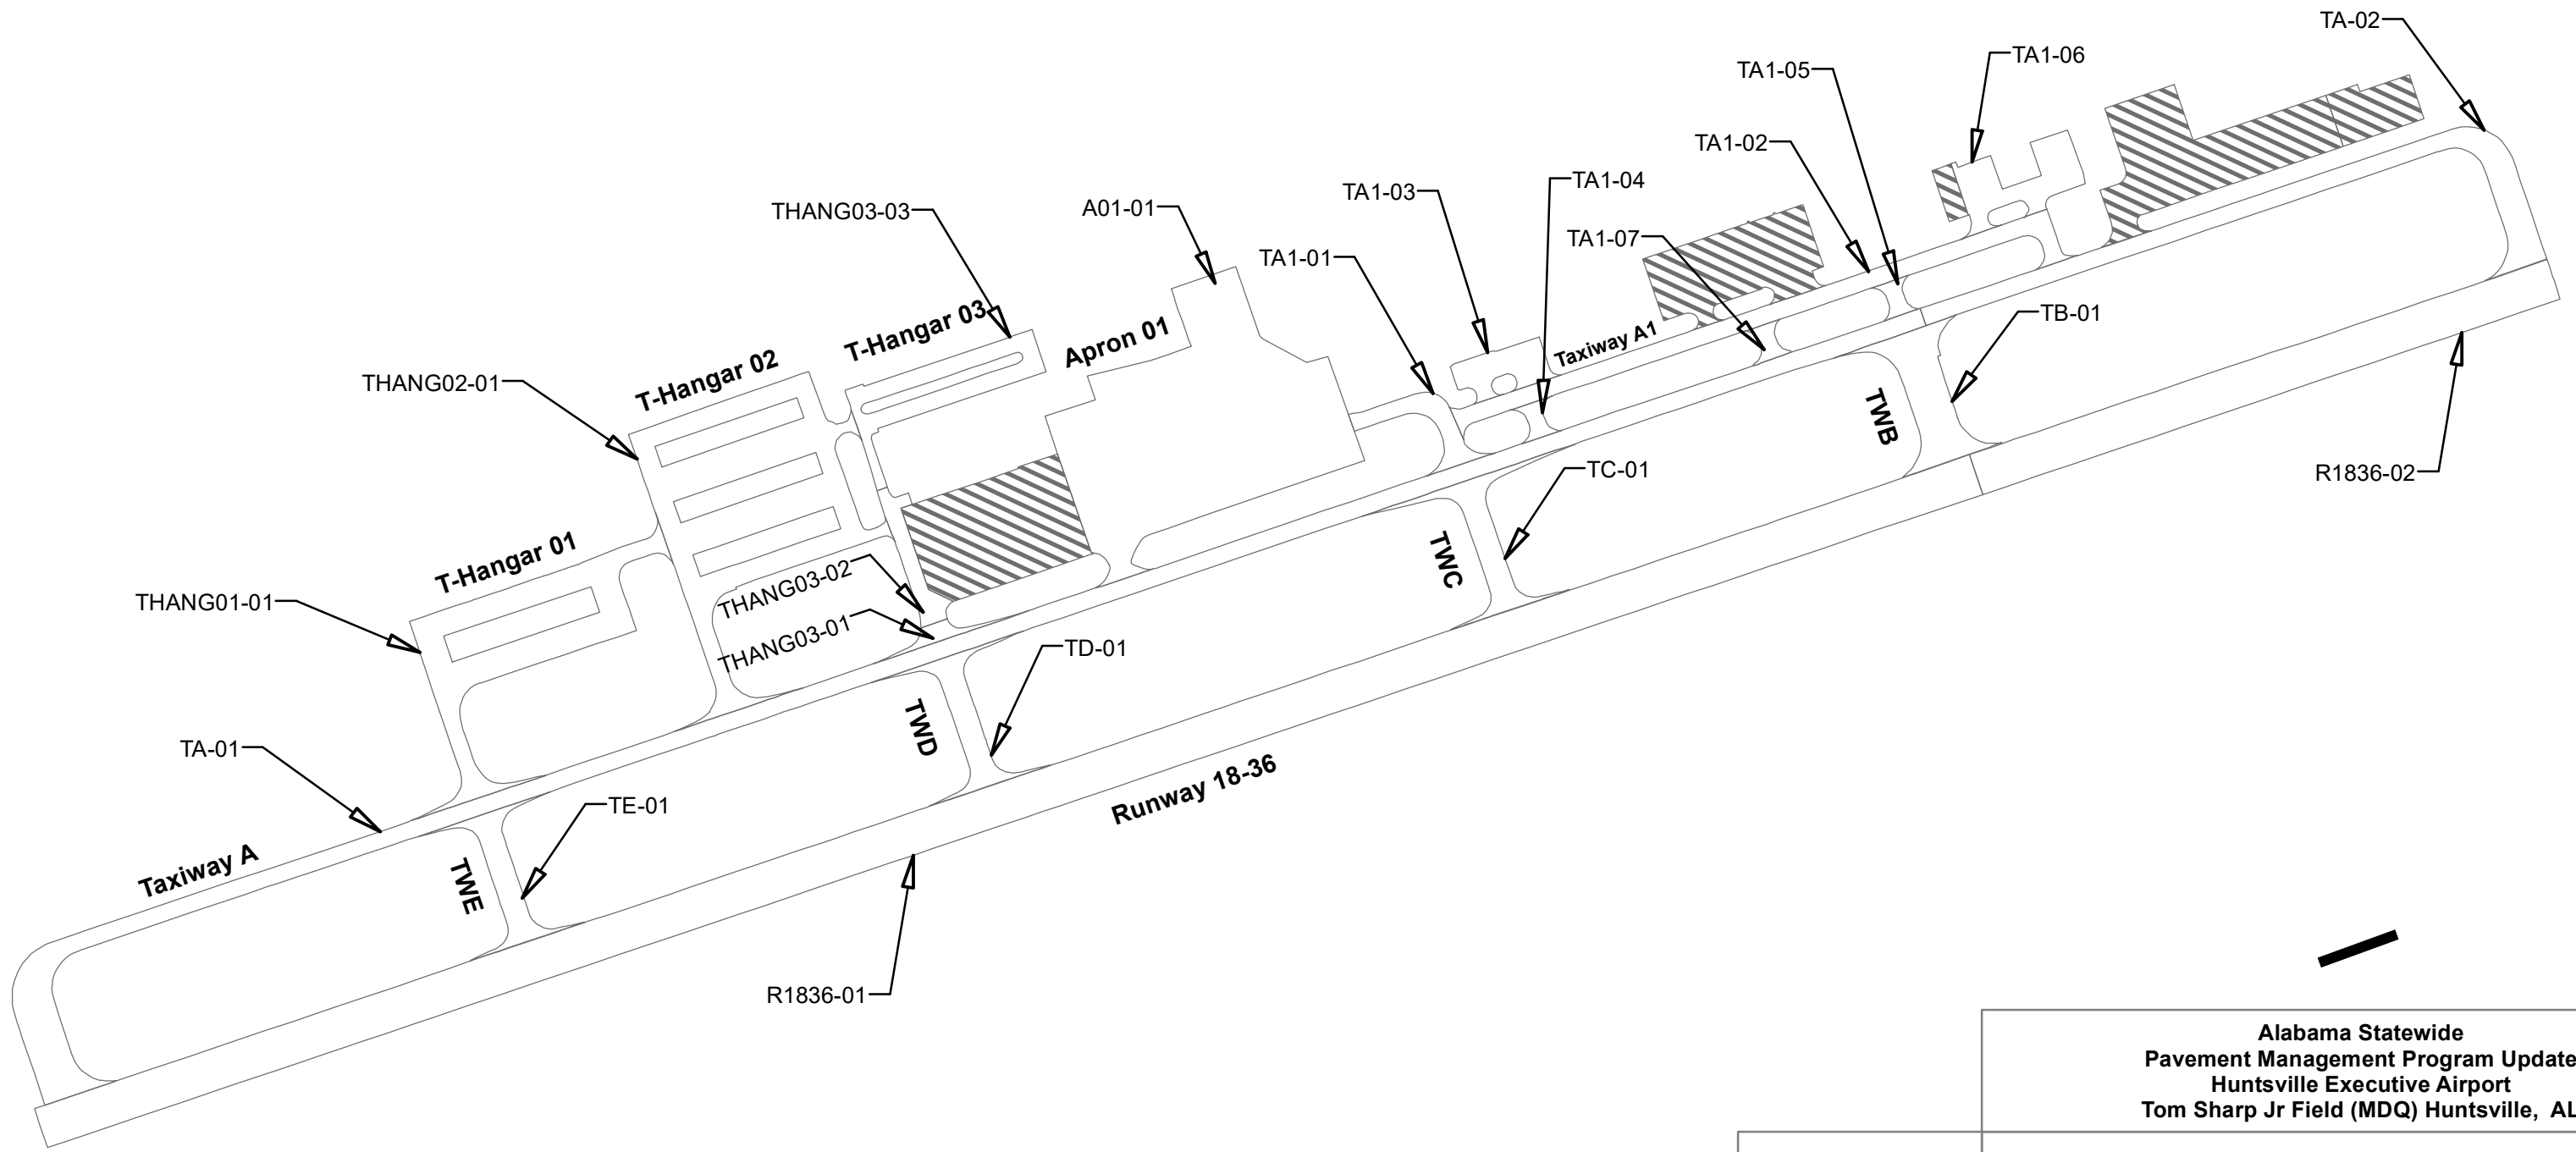 TA-02
TA1-06
TA1-05
TA1-02
TA1-04
TA1-03
THANG03-03
A01-01
TA1-07
TA1-01
T-Hangar 03
Apron 01
Taxiway A1
TB-01
T-Hangar 02
THANG02-01
TWB
TC-01
R1836-02
T-Hangar 01
TWC
THANG03-02
THANG01-01
THANG03-01
TD-01
TWD
TA-01
Runway 18-36
TE-01
Taxiway A
TWE
R1836-01
Alabama Statewide
Pavement Management Program Update
Huntsville Executive Airport
Tom Sharp Jr Field (MDQ) Huntsville, AL